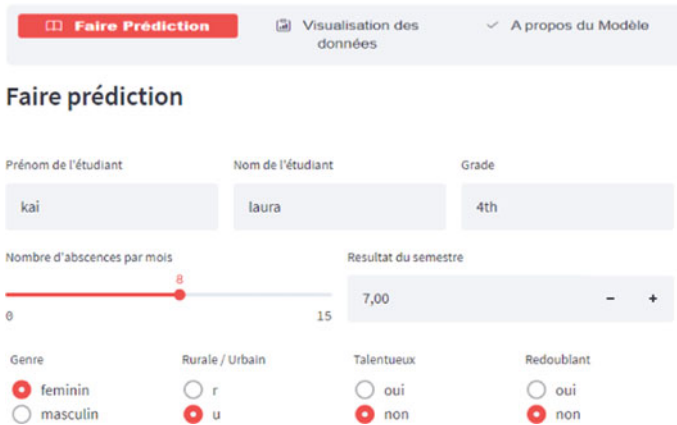 Faire Prédiction
Visualisation des
données
A propos du Modèle
Faire prédiction
Prénom de l'étudiant
Nom de l'étudiant
Grade
kai
laura
4th
Nombre d'abscences par mois
Resultat du semestre
8
7,00
- +
0
15
Genre
Rurale / Urbain
Talentueux
Redoublant
feminin
r
oui
oui
masculin
u
non
non